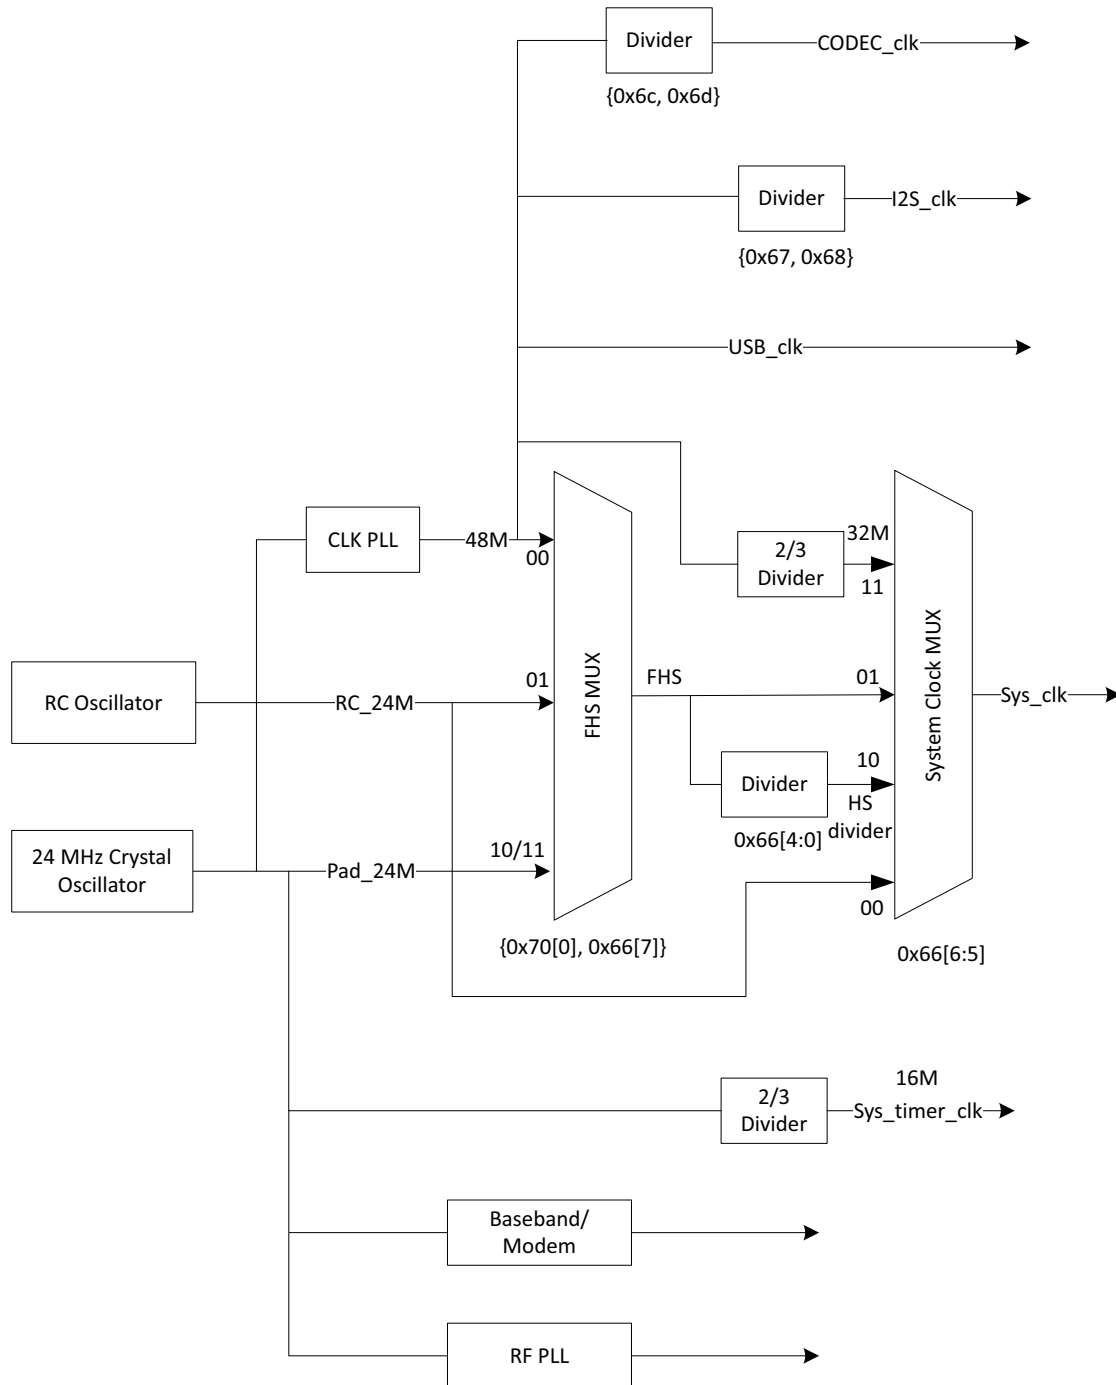 Divider
CODEC_clk
{0x6c, 0x6d}
Divider
I2S_clk
{0x67, 0x68}
USB_clk
CLK PLL
48M
00
2/3
Divider
32M
11
RC Oscillator
RC_24M
01
FHS MUX
FHS
01
System Clock MUX
Sys_clk
Divider
10
HS
divider
0x66[4:0]
24 MHz Crystal
Oscillator
Pad_24M
10/11
00
{0x70[0], 0x66[7]}
0x66[6:5]
2/3
Divider
16M
Sys_timer_clk
Baseband/
Modem
RF PLL